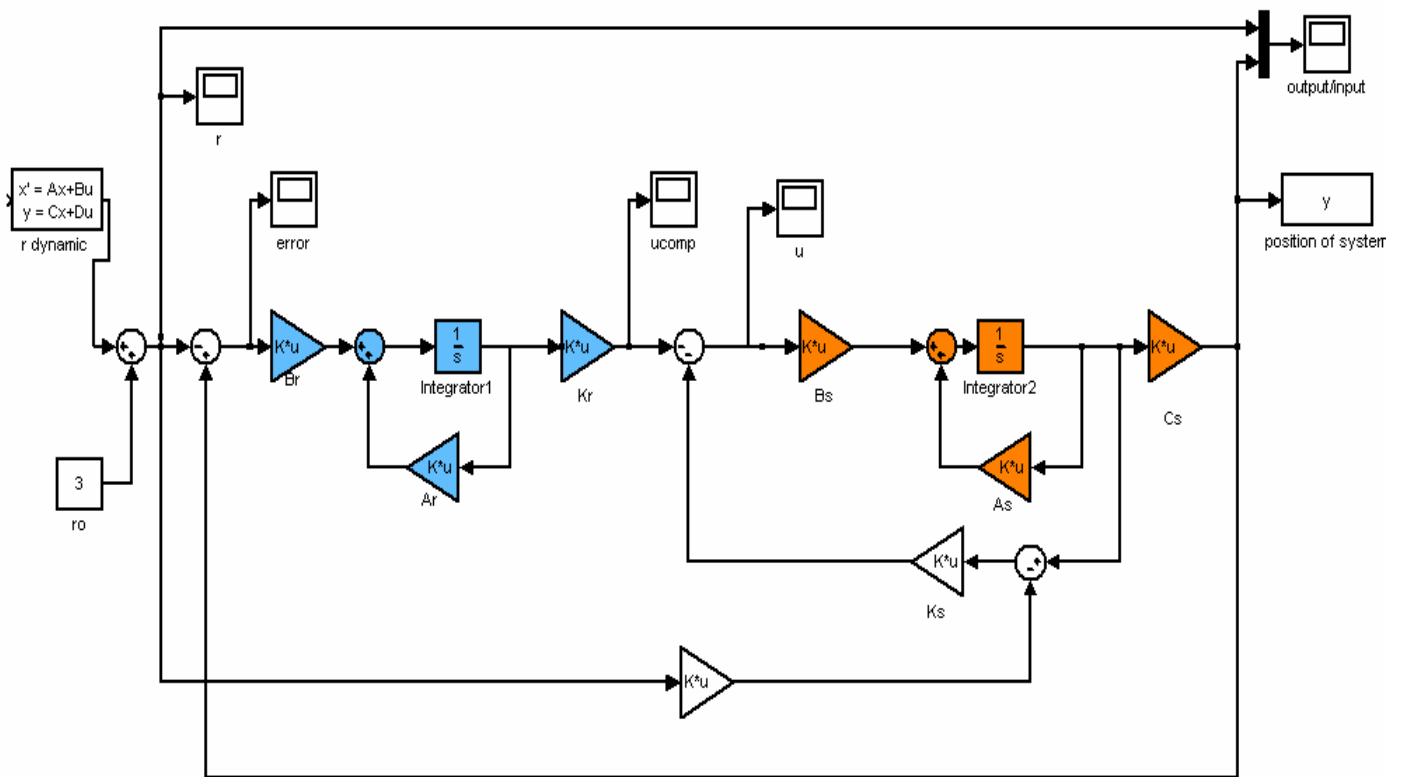 output/input
r
x' = Ax+Bu
y = Cx+Du
r dynamic
error
ucomp
u
y
position of system
K*u
Br
1
s
Integrator1
K*u
Kr
K*u
Bs
1
s
Integrator2
K*u
Cs
K*u
Ar
K*u
As
3
ro
K*u
Ks
K*u